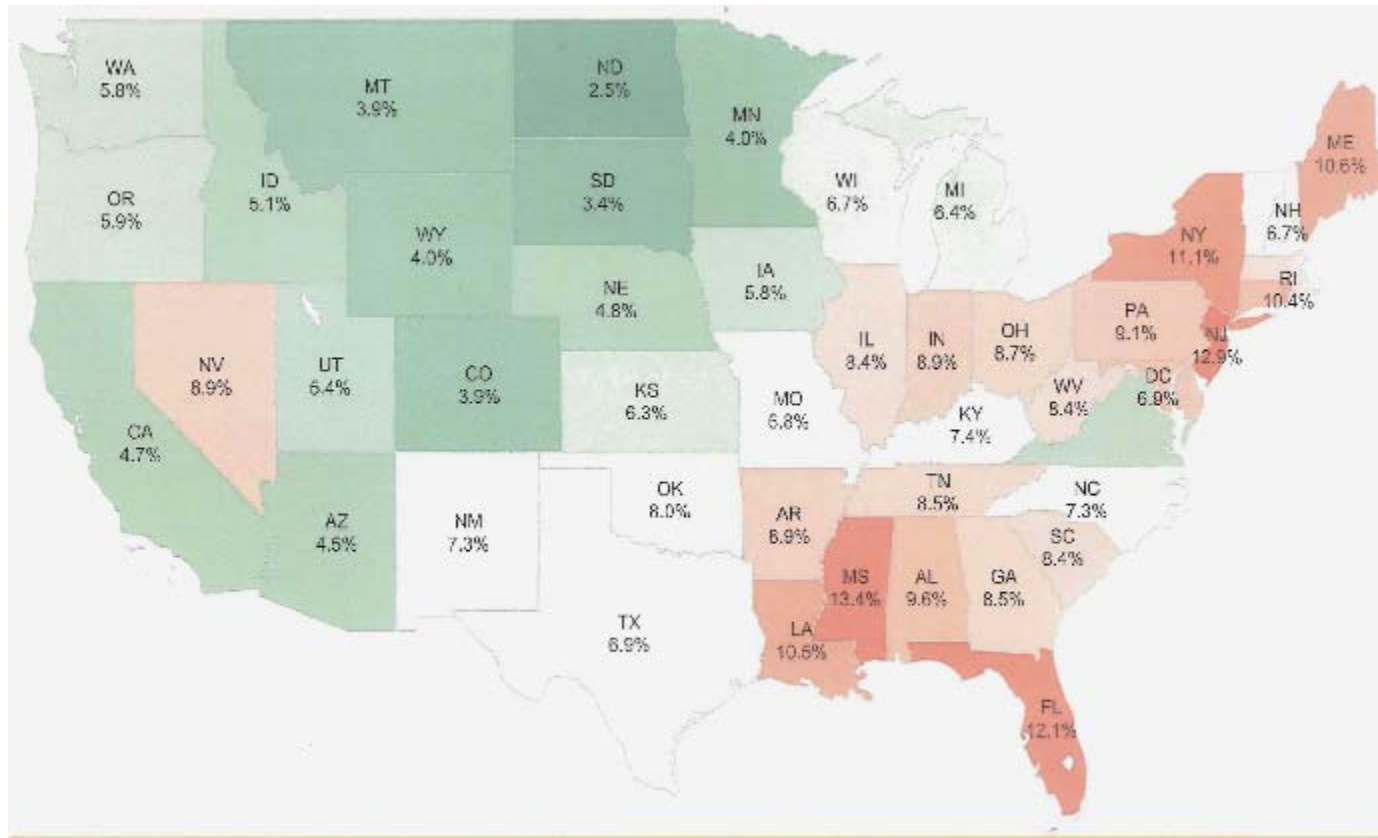 WA
5.8%
MT
3.9%
ND
2.5%
MN
4.0%
ME
10.6%
ID
5.1%
SD
3.4%
WI
6.7%
MI
6.4%
OR
5.9%
NH
6.7%
WY
4.0%
NY
11.1%
IA
5.8%
RI
10.4%
NE
4.8%
PA
9.1%
NJ
12.9%
IL
8.4%
IN
8.9%
OH
8.7%
NV
8.9%
UT
CO
3.9%
DC
6.9%
KS
6.3%
WV
8.4%
MO
KY
7.4%
CA
4.7%
TN
8.5%
OK
8.0%
NC
7.3%
AZ
4.5%
NM
7.3%
AR
SC
8.4%
MS
13.4%
AL
9.6%
GA
8.5%
TX
6.9%
LA
10.5%
FL
12.1%